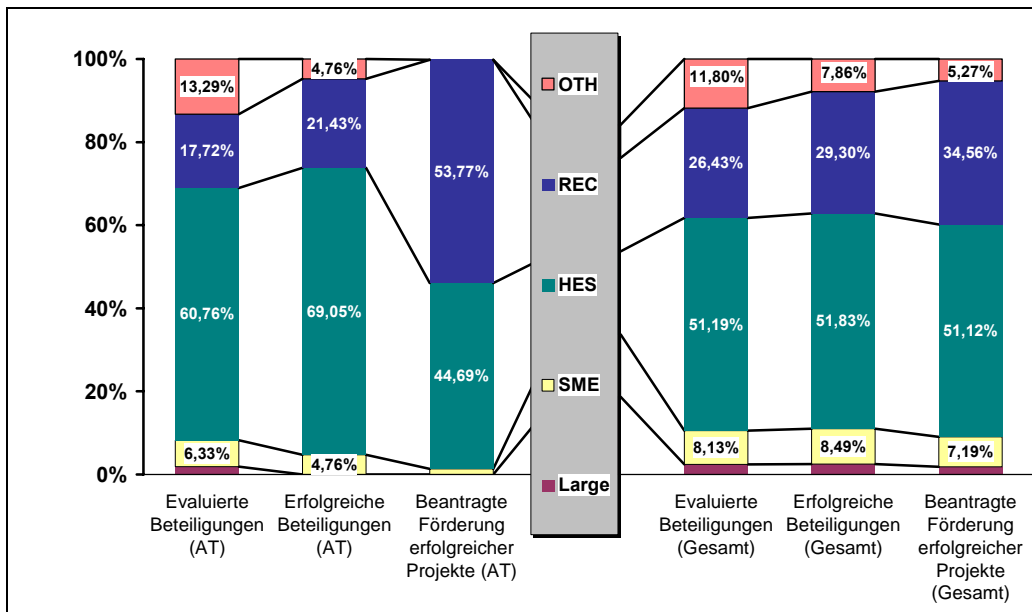 100%
80%
60%
40%
20%
0%
13,29%
17,72%
60,76%
6,33%
4,76%
21,43%
69,05%
4,76%
53,77%
44,69%
OTH
REC
HES
SME
Large
11,80%
26,43%
51,19%
8,13%
7,86%
29,30%
51,83%
8,49%
5,27%
34,56%
51,12%
7,19%
Evaluierte
Beteiligungen
(AT)
Erfolgreiche
Beteiligungen
(AT)
Beantragte
Förderung
erfolgreicher
Projekte (AT)
Evaluierte
Beteiligungen
(Gesamt)
Erfolgreiche
Beteiligungen
(Gesamt)
Beantragte
Förderung
erfolgreicher
Projekte
(Gesamt)